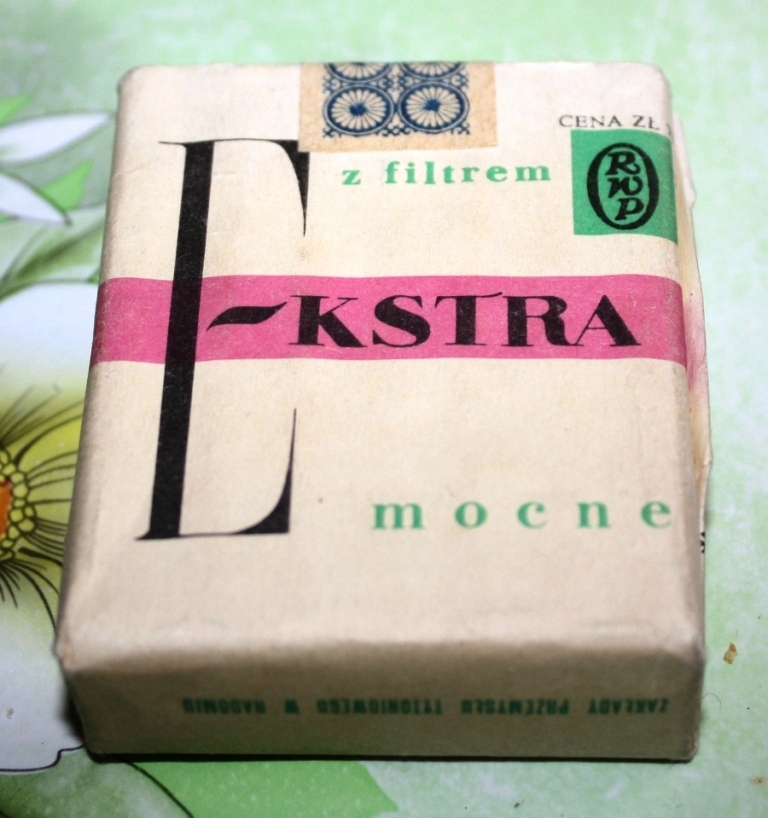 CENA ZŁ
z filtrem
RWP
EKSTRA
mocne
ZAKŁADY PRZEMYSŁU TYTONIOWEGO W RADOMIU